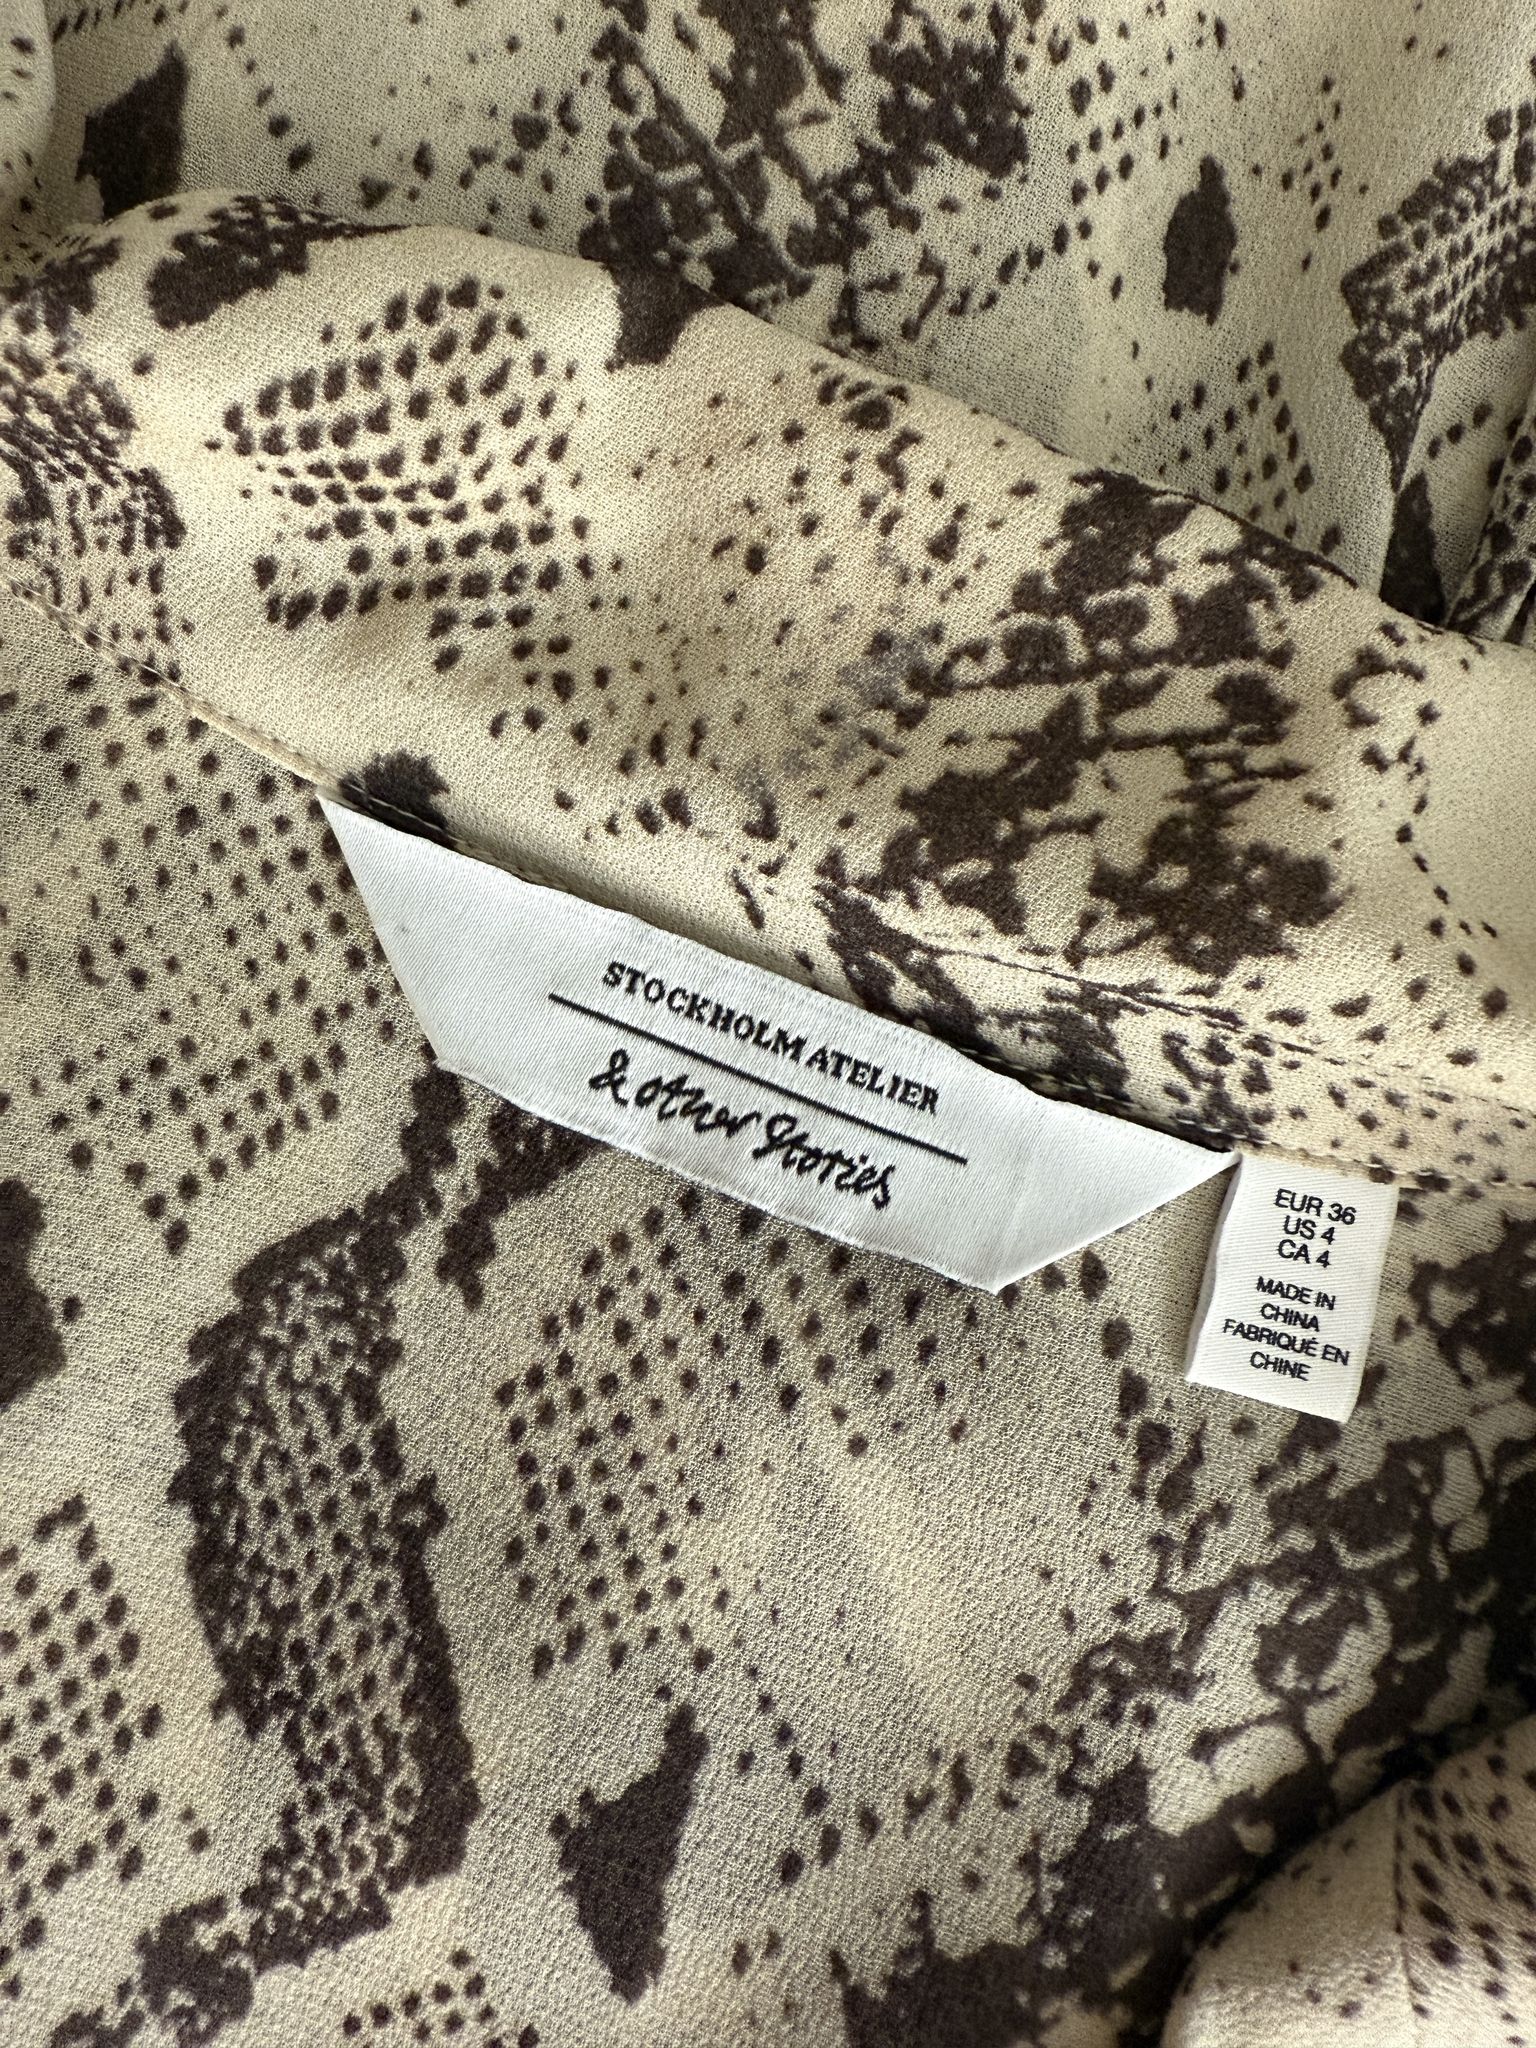 STOCKHOLM ATELIER
& other Stories
EUR 36
US 4
CA 4
MADE IN
CHINA
FABRIQUÉ EN
CHINE